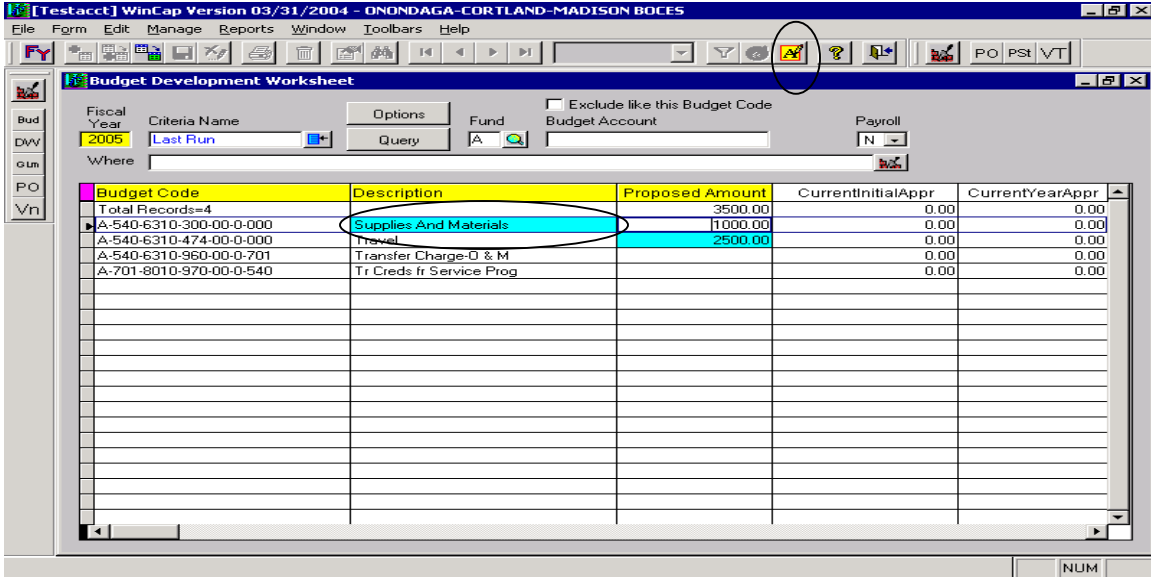 [Testacct] WinCap Version 03/31/2004 - ONONDAGA-CORTLAND-MADISON BOCES
File Form Edit Manage Reports Window Toolbars Help
FY A PO PSt VT
Budget Development Worksheet
Bud
DVV
GLm
PO
Vn
Exclude like this Budget Code
Fiscal Year Criteria Name Options Fund Budget Account Payroll
2005 Last Run Query A N
Where
Budget Code Description Proposed Amount CurrentInitialAppr CurrentYearAppr
Total Records=4 3500.00 0.00 0.00
A-540-6310-300-00-0-000 Supplies And Materials 1000.00 0.00 0.00
A-540-6310-474-00-0-000 Travel 2500.00 0.00 0.00
A-540-6310-960-00-0-701 Transfer Charge-O & M 0.00 0.00
A-701-8010-970-00-0-540 Tr Creds fr Service Prog 0.00 0.00
NUM